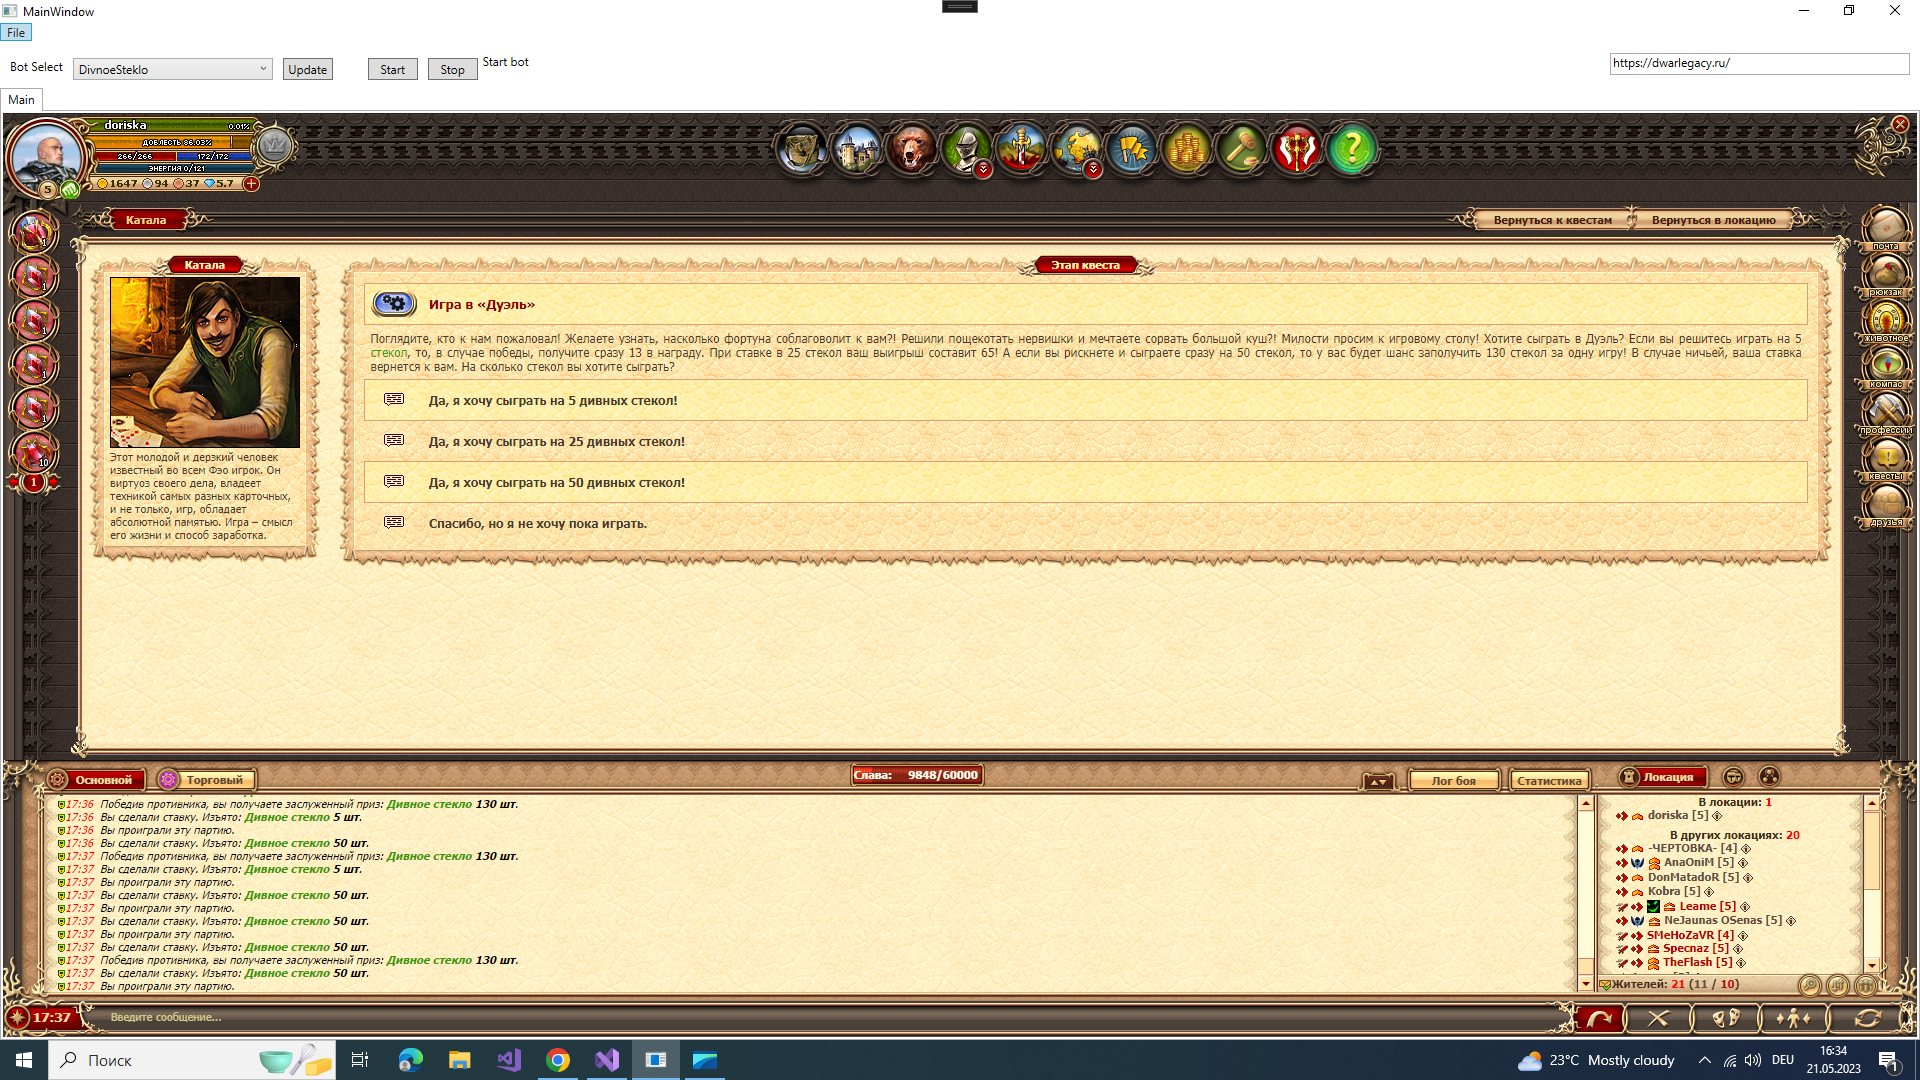 MainWindow
File
Bot Select
DivnoeSteklo
Update
Start
Stop
Start bot
https://dwarlegacy.ru/
Main
doriska
0.01%
ДОБЛЕСТЬ 86.03%
266/266
172/172
ЭНЕРГИЯ 0/121
5
1647
94
37
5.7
Катала
Вернуться к квестам
Вернуться в локацию
1
1
1
1
1
10
1
почта
рюкзак
животное
компас
профессии
квесты
друзья
Катала
Этот молодой и дерзкий человек
известный во всем Фэо игрок. Он
виртуоз своего дела, владеет
техникой самых разных карточных,
и не только, игр, обладает
абсолютной памятью. Игра – смысл
его жизни и способ заработка.
Этап квеста
Игра в «Дуэль»
Поглядите, кто к нам пожаловал! Желаете узнать, насколько фортуна соблаговолит к вам?! Решили пощекотать нервишки и мечтаете сорвать большой куш?! Милости просим к игровому столу! Хотите сыграть в Дуэль? Если вы решитесь играть на 5
стекол, то, в случае победы, получите сразу 13 в награду. При ставке в 25 стекол ваш выигрыш составит 65! А если вы рискнете и сыграете сразу на 50 стекол, то у вас будет шанс заполучить 130 стекол за одну игру! В случае ничьей, ваша ставка
вернется к вам. На сколько стекол вы хотите сыграть?
Да, я хочу сыграть на 5 дивных стекол!
Да, я хочу сыграть на 25 дивных стекол!
Да, я хочу сыграть на 50 дивных стекол!
Спасибо, но я не хочу пока играть.
Основной
Торговый
Слава: 9848/60000
Лог боя
Статистика
Локация
17:36 Победив противника, вы получаете заслуженный приз: Дивное стекло 130 шт.
17:36 Вы сделали ставку. Изъято: Дивное стекло 5 шт.
17:36 Вы проиграли эту партию.
17:36 Вы сделали ставку. Изъято: Дивное стекло 50 шт.
17:37 Победив противника, вы получаете заслуженный приз: Дивное стекло 130 шт.
17:37 Вы сделали ставку. Изъято: Дивное стекло 5 шт.
17:37 Вы проиграли эту партию.
17:37 Вы сделали ставку. Изъято: Дивное стекло 50 шт.
17:37 Вы проиграли эту партию.
17:37 Вы сделали ставку. Изъято: Дивное стекло 50 шт.
17:37 Вы проиграли эту партию.
17:37 Вы сделали ставку. Изъято: Дивное стекло 50 шт.
17:37 Победив противника, вы получаете заслуженный приз: Дивное стекло 130 шт.
17:37 Вы сделали ставку. Изъято: Дивное стекло 50 шт.
17:37 Вы проиграли эту партию.
В локации: 1
doriska [5]
В других локациях: 20
-ЧЕРТОВКА- [4]
AnaOniM [5]
DonMatadoR [5]
Kobra [5]
Leame [5]
NeJaunas OSenas [5]
SMeHoZaVR [4]
Specnaz [5]
TheFlash [5]
Жителей: 21 (11 / 10)
17:37
Введите сообщение...
Поиск
23°C Mostly cloudy
DEU
16:34
21.05.2023
1